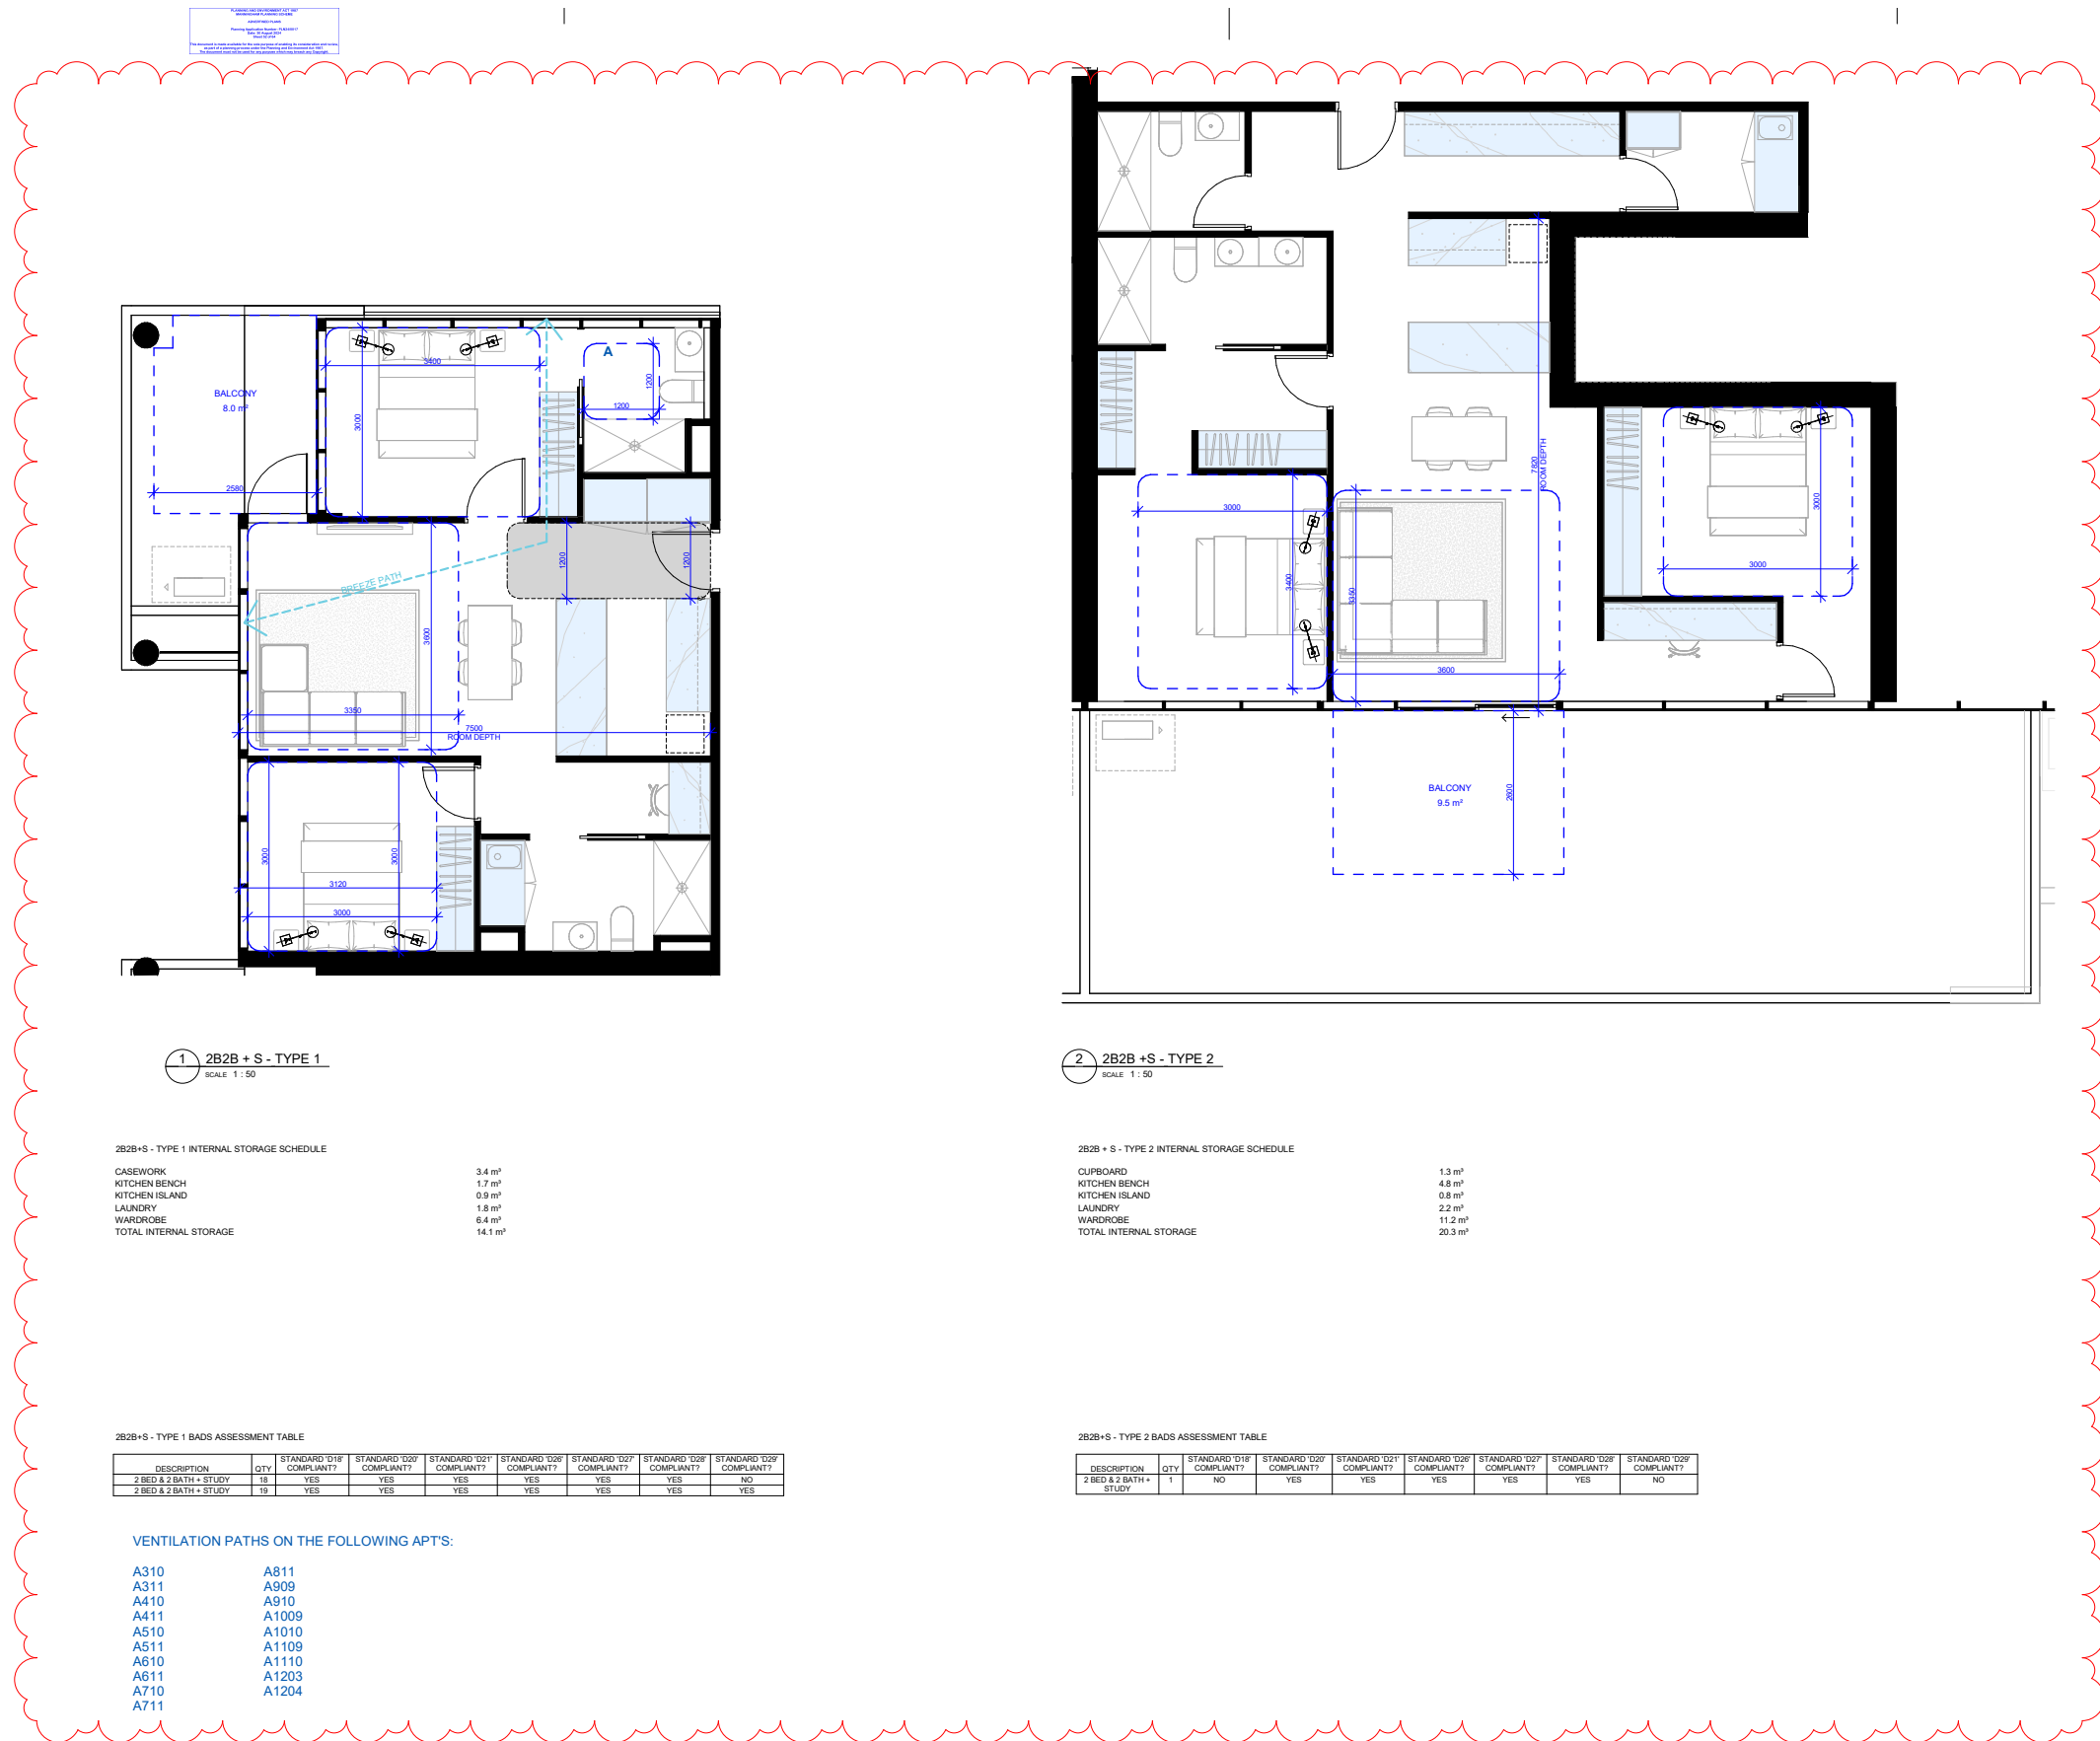 PLANNING AND ENVIRONMENT ACT 1987
MANNINGHAM PLANNING SCHEME
ADVERTISED PLANS
BALCONY
8.0 m²
2580
3400
3000
A
1200
1200
1200
1200
BREEZE PATH
3600
3350
7500
ROOM DEPTH
3000
3000
3120
3000
7820
ROOM DEPTH
3000
3400
3350
3600
3000
3000
BALCONY
9.5 m²
2600
1 2B2B + S - TYPE 1
SCALE 1 : 50
2 2B2B +S - TYPE 2
SCALE 1 : 50
2B2B+S - TYPE 1 INTERNAL STORAGE SCHEDULE
CASEWORK 3.4 m³
KITCHEN BENCH 1.7 m³
KITCHEN ISLAND 0.9 m³
LAUNDRY 1.8 m³
WARDROBE 6.4 m³
TOTAL INTERNAL STORAGE 14.1 m³
2B2B + S - TYPE 2 INTERNAL STORAGE SCHEDULE
CUPBOARD 1.3 m³
KITCHEN BENCH 4.8 m³
KITCHEN ISLAND 0.8 m³
LAUNDRY 2.2 m³
WARDROBE 11.2 m³
TOTAL INTERNAL STORAGE 20.3 m³
2B2B+S - TYPE 1 BADS ASSESSMENT TABLE
DESCRIPTION QTY STANDARD 'D18' COMPLIANT? STANDARD 'D20' COMPLIANT? STANDARD 'D21' COMPLIANT? STANDARD 'D26' COMPLIANT? STANDARD 'D27' COMPLIANT? STANDARD 'D28' COMPLIANT? STANDARD 'D29' COMPLIANT?
2 BED & 2 BATH + STUDY 18 YES YES YES YES YES YES NO
2 BED & 2 BATH + STUDY 19 YES YES YES YES YES YES YES
2B2B+S - TYPE 2 BADS ASSESSMENT TABLE
DESCRIPTION QTY STANDARD 'D18' COMPLIANT? STANDARD 'D20' COMPLIANT? STANDARD 'D21' COMPLIANT? STANDARD 'D26' COMPLIANT? STANDARD 'D27' COMPLIANT? STANDARD 'D28' COMPLIANT? STANDARD 'D29' COMPLIANT?
2 BED & 2 BATH + STUDY 1 NO YES YES YES YES YES NO
VENTILATION PATHS ON THE FOLLOWING APT'S:
A310
A311
A410
A411
A510
A511
A610
A611
A710
A711
A811
A909
A910
A1009
A1010
A1109
A1110
A1203
A1204